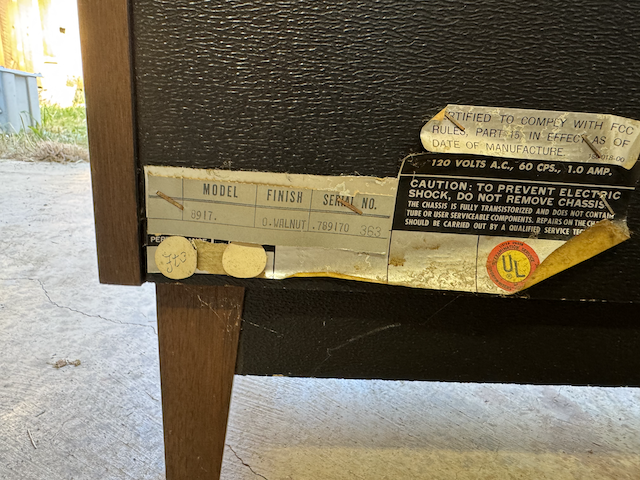 RTIFIED TO COMPLY WITH FCC
RULES, PART 15 IN EFFECT AS OF
DATE OF MANUFACTURE.
120 VOLTS A.C., 60 CPS., 1.0 AMP.
CAUTION: TO PREVENT ELECTRIC
SHOCK, DO NOT REMOVE CHASSIS
THE CHASSIS IS FULLY TRANSISTORIZED AND DOES NOT CONTAIN
TUBE OR USER SERVICEABLE COMPONENTS. REPAIRS ON THE CHA
SHOULD BE CARRIED OUT BY A QUALIFIED SERVICE TEC
MODEL FINISH SERIAL NO.
8917. O.WALNUT .789170 363
UL